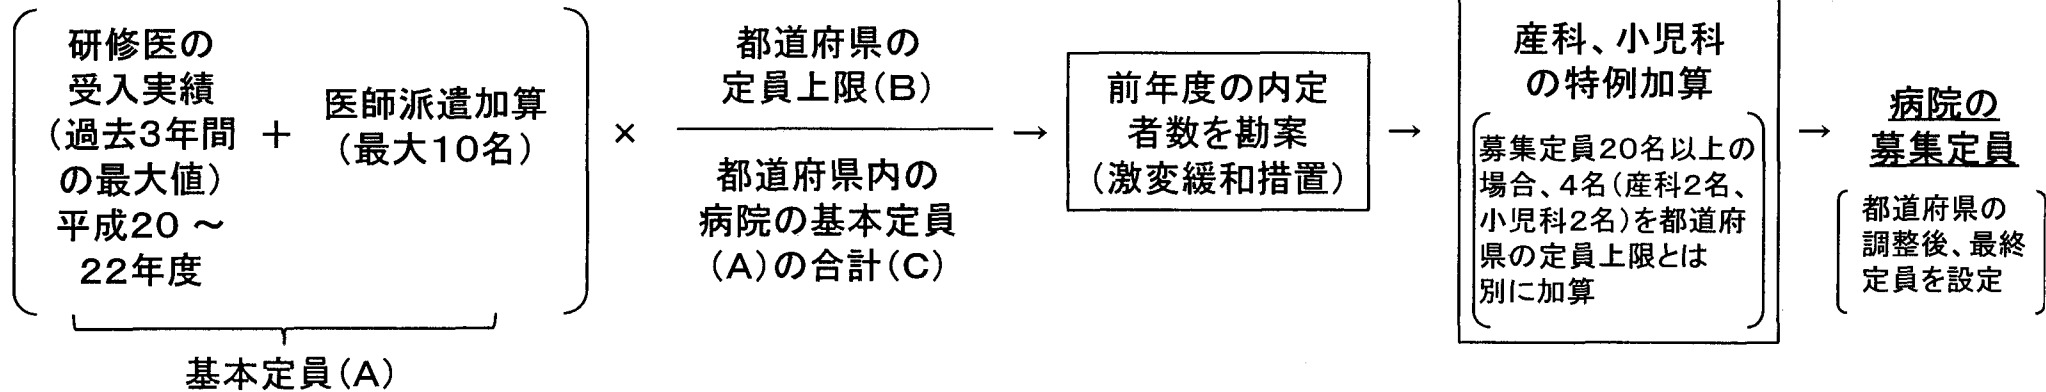 研修医の
受入実績
(過去3年間
の最大値)
平成20 ～
22年度
＋
医師派遣加算
(最大10名)
基本定員(A)
×
都道府県の
定員上限(B)
都道府県内の
病院の基本定員
(A)の合計(C)
→
前年度の内定
者数を勘案
(激変緩和措置)
→
産科、小児科
の特例加算
募集定員20名以上の
場合、4名(産科2名、
小児科2名)を都道府
県の定員上限とは
別に加算
→
病院の
募集定員
都道府県の
調整後、最終
定員を設定